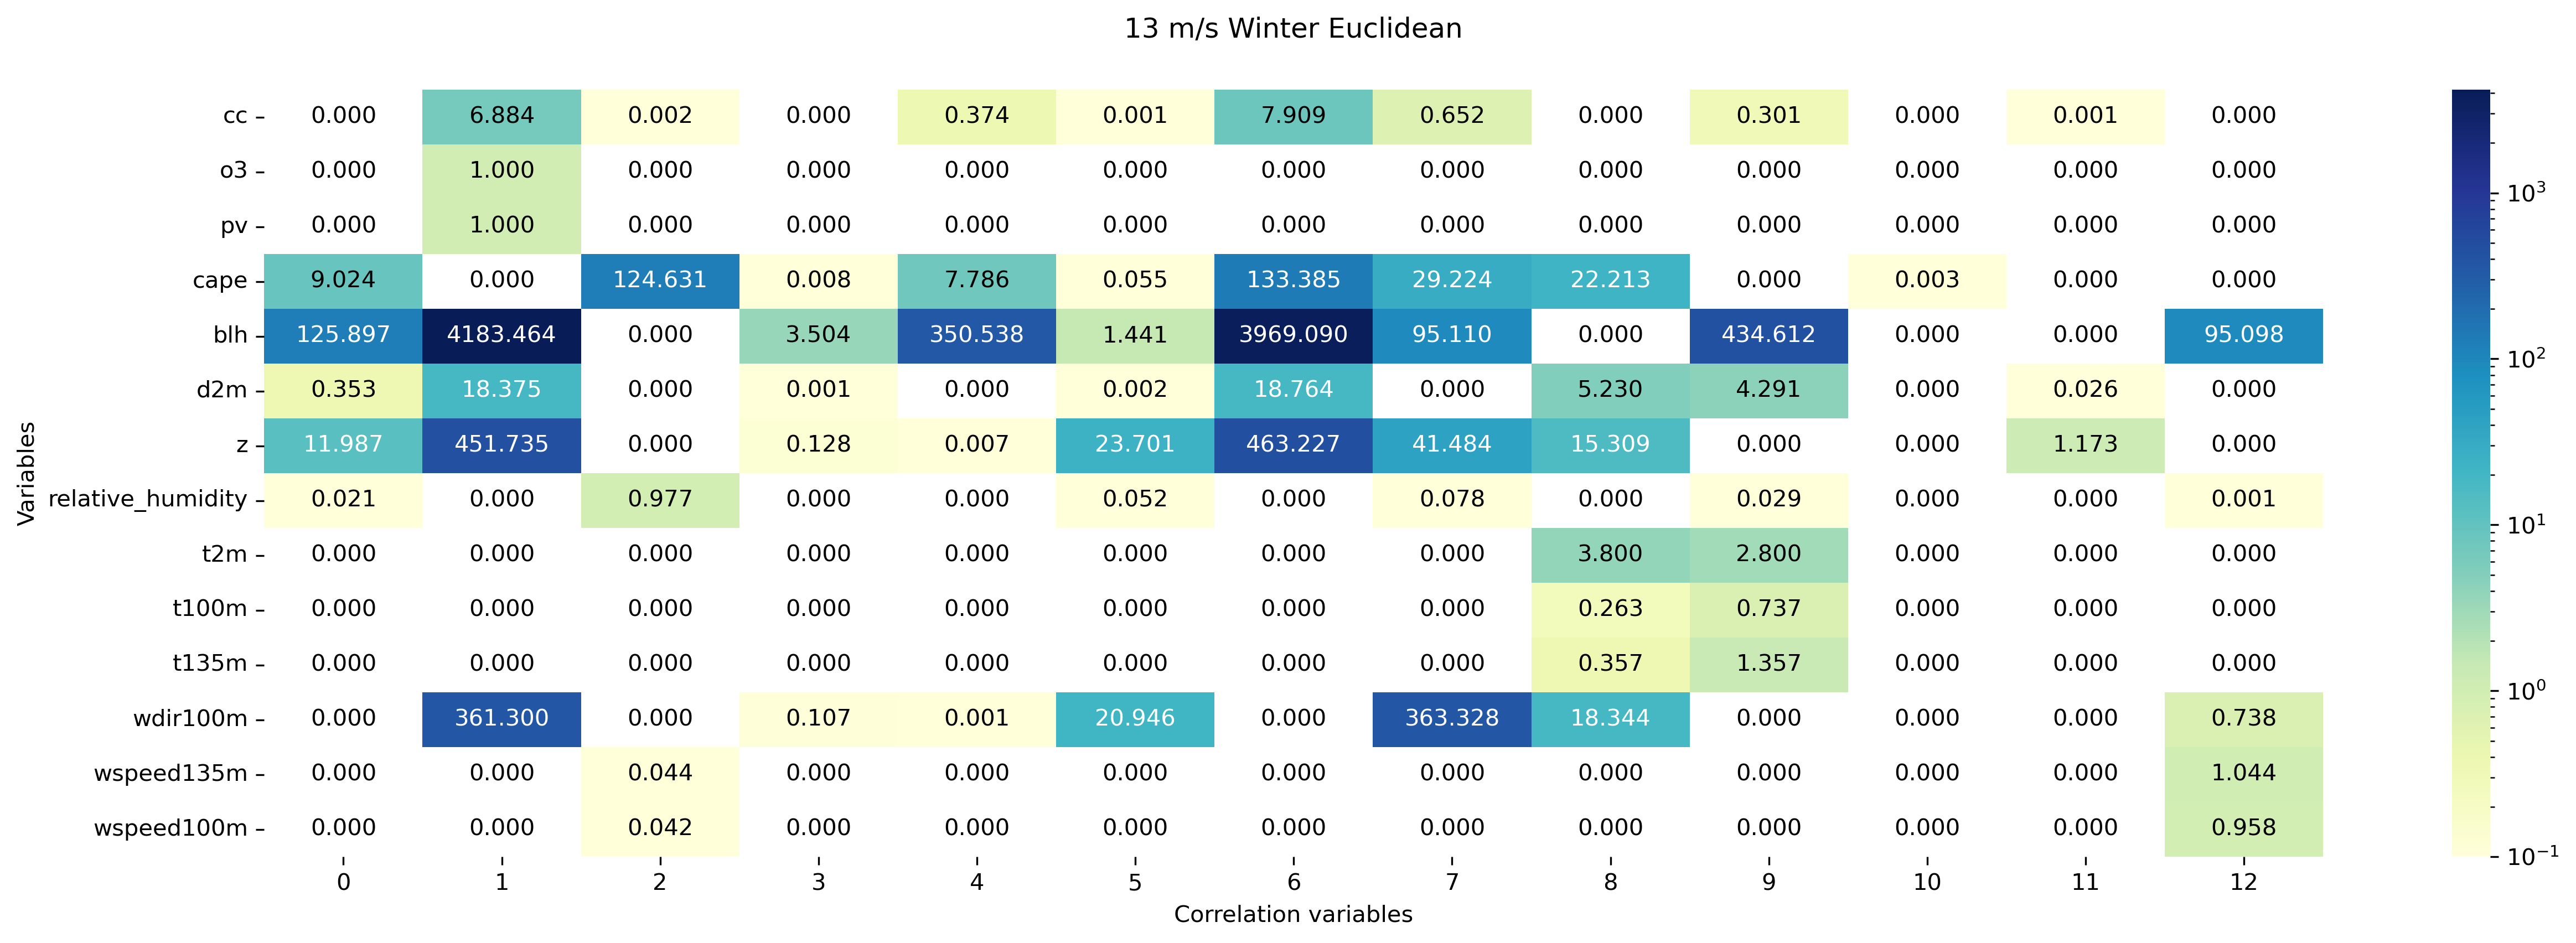 13 m/s Winter Euclidean
cc 0.000 6.884 0.002 0.000 0.374 0.001 7.909 0.652 0.000 0.301 0.000 0.001 0.000
o3 0.000 1.000 0.000 0.000 0.000 0.000 0.000 0.000 0.000 0.000 0.000 0.000 0.000
pv 0.000 1.000 0.000 0.000 0.000 0.000 0.000 0.000 0.000 0.000 0.000 0.000 0.000
cape 9.024 0.000 124.631 0.008 7.786 0.055 133.385 29.224 22.213 0.000 0.003 0.000 0.000
blh 125.897 4183.464 0.000 3.504 350.538 1.441 3969.090 95.110 0.000 434.612 0.000 0.000 95.098
d2m 0.353 18.375 0.000 0.001 0.000 0.002 18.764 0.000 5.230 4.291 0.000 0.026 0.000
z 11.987 451.735 0.000 0.128 0.007 23.701 463.227 41.484 15.309 0.000 0.000 1.173 0.000
relative_humidity 0.021 0.000 0.977 0.000 0.000 0.052 0.000 0.078 0.000 0.029 0.000 0.000 0.001
t2m 0.000 0.000 0.000 0.000 0.000 0.000 0.000 0.000 3.800 2.800 0.000 0.000 0.000
t100m 0.000 0.000 0.000 0.000 0.000 0.000 0.000 0.000 0.263 0.737 0.000 0.000 0.000
t135m 0.000 0.000 0.000 0.000 0.000 0.000 0.000 0.000 0.357 1.357 0.000 0.000 0.000
wdir100m 0.000 361.300 0.000 0.107 0.001 20.946 0.000 363.328 18.344 0.000 0.000 0.000 0.738
wspeed135m 0.000 0.000 0.044 0.000 0.000 0.000 0.000 0.000 0.000 0.000 0.000 0.000 1.044
wspeed100m 0.000 0.000 0.042 0.000 0.000 0.000 0.000 0.000 0.000 0.000 0.000 0.000 0.958
0 1 2 3 4 5 6 7 8 9 10 11 12
Correlation variables
Variables
10³
10²
10¹
10⁰
10⁻¹